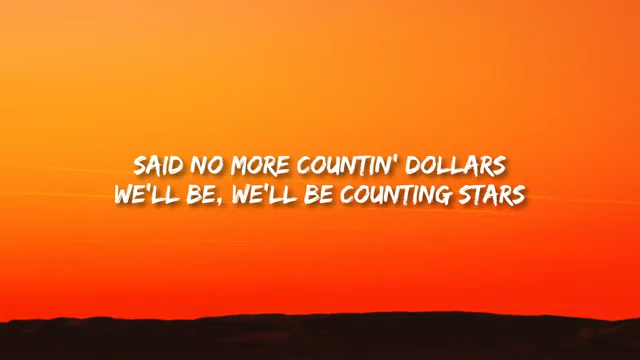 SAID NO MORE COUNTIN' DOLLARS
WE'LL BE, WE'LL BE COUNTING STARS